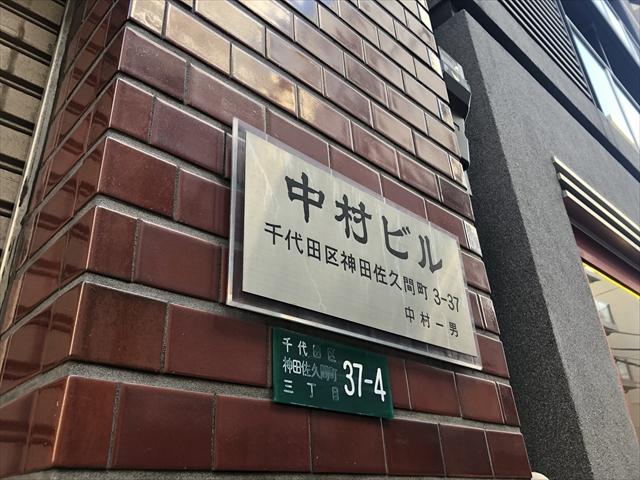 中村ビル
千代田区神田佐久間町 3-37
中村一男
千代田区
神田佐久間町
三丁目
37-4